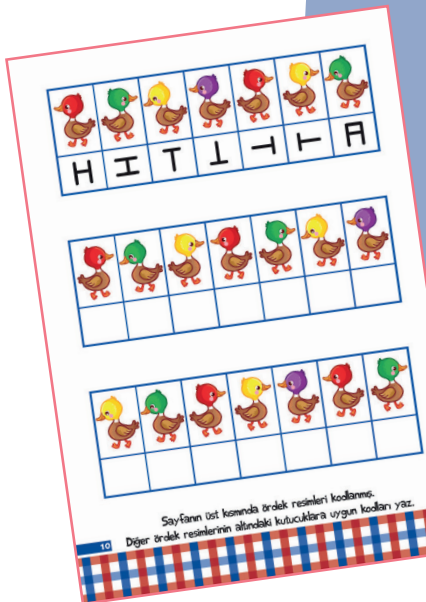 H I T ⊥ ⊣ ⊢ A
Sayfanın üst kısmında ördek resimleri kodlanmış.
Diğer ördek resimlerinin altındaki kutucuklara uygun kodları yaz.
10